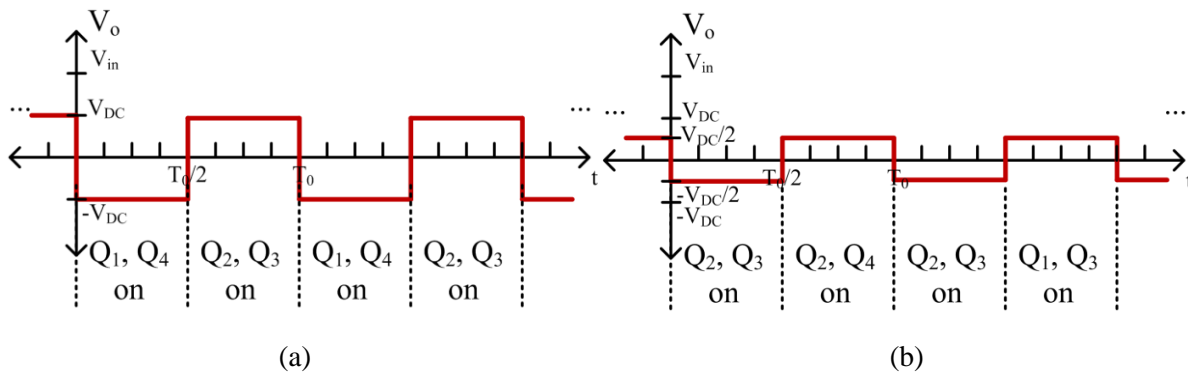 Vo
Vin
VDC
...
...
T0/2
T0
t
-VDC
Q1, Q4 on
Q2, Q3 on
Q1, Q4 on
Q2, Q3 on
(a)
Vo
Vin
VDC
VDC/2
...
...
T0/2
T0
t
-VDC/2
-VDC
Q2, Q3 on
Q2, Q4 on
Q2, Q3 on
Q1, Q3 on
(b)